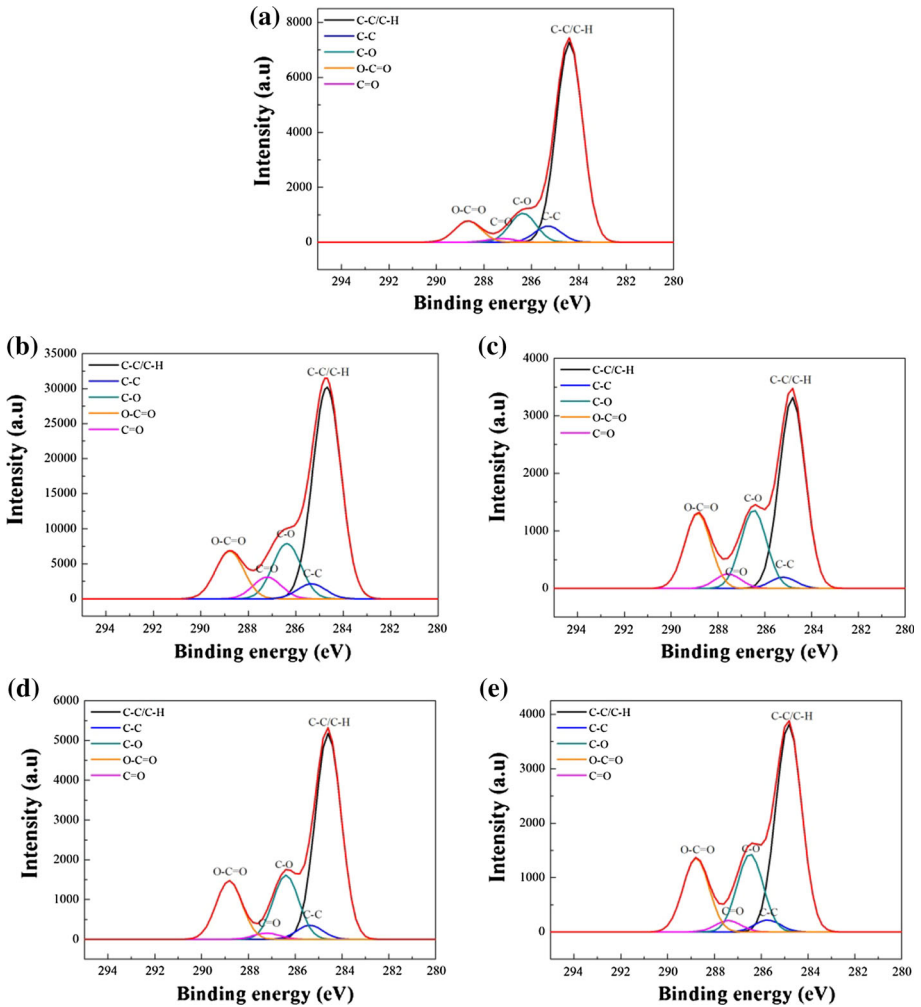 (a)
C-C/C-H
C-C
C-O
O-C=O
C=O
C-C/C-H
O-C=O
C=O
C-O
C-C
8000
6000
4000
2000
0
Intensity (a.u)
294 292 290 288 286 284 282 280
Binding energy (eV)
(b)
C-C/C-H
C-C
C-O
O-C=O
C=O
C-C/C-H
O-C=O
C=O
C-O
C-C
35000
30000
25000
20000
15000
10000
5000
0
Intensity (a.u)
294 292 290 288 286 284 282 280
Binding energy (eV)
(c)
C-C/C-H
C-C
C-O
O-C=O
C=O
C-C/C-H
O-C=O
C=O
C-O
C-C
4000
3000
2000
1000
0
Intensity (a.u)
294 292 290 288 286 284 282 280
Binding energy (eV)
(d)
C-C/C-H
C-C
C-O
O-C=O
C=O
C-C/C-H
O-C=O
C=O
C-O
C-C
6000
5000
4000
3000
2000
1000
0
Intensity (a.u)
294 292 290 288 286 284 282 280
Binding energy (eV)
(e)
C-C/C-H
C-C
C-O
O-C=O
C=O
C-C/C-H
O-C=O
C=O
C-O
C-C
4000
3000
2000
1000
0
Intensity (a.u)
294 292 290 288 286 284 282 280
Binding energy (eV)